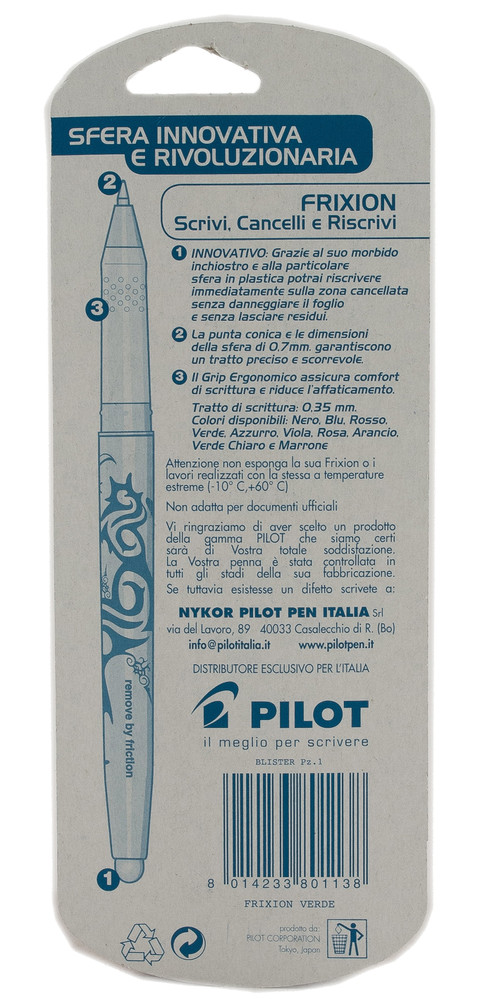 SFERA INNOVATIVA
E RIVOLUZIONARIA
2
FRIXION
Scrivi, Cancelli e Riscrivi
1 INNOVATIVO: Grazie al suo morbido
inchiostro e alla particolare
sfera in plastica potrai riscrivere
immediatamente sulla zona cancellata
senza danneggiare il foglio
e senza lasciare residui.
3
2 La punta conica e le dimensioni
della sfera di 0.7mm. garantiscono
un tratto preciso e scorrevole.
3 Il Grip Ergonomico assicura comfort
di scrittura e riduce l'affaticamento.
Tratto di scrittura: 0.35 mm.
Colori disponibili: Nero, Blu, Rosso,
Verde, Azzurro, Viola, Rosa, Arancio,
Verde Chiaro e Marrone
Attenzione non esponga la sua Frixion o i
lavori realizzati con la stessa a temperature
estreme (-10° C,+60° C)
Non adatta per documenti ufficiali
Vi ringraziamo di aver scelto un prodotto
della gamma PILOT che siamo certi
sarà di Vostra totale soddisfazione.
La Vostra penna è stata controllata in
tutti gli stadi della sua fabbricazione.
Se tuttavia esistesse un difetto scrivete a:
NYKOR PILOT PEN ITALIA Srl
via del Lavoro, 89 40033 Casalecchio di R. (Bo)
info@pilotitalia.it www.pilotpen.it
DISTRIBUTORE ESCLUSIVO PER L'ITALIA
remove by friction
PILOT
il meglio per scrivere
BLISTER Pz.1
1
8 014233 801138
FRIXION VERDE
prodotto da:
PILOT CORPORATION
Tokyo, japan